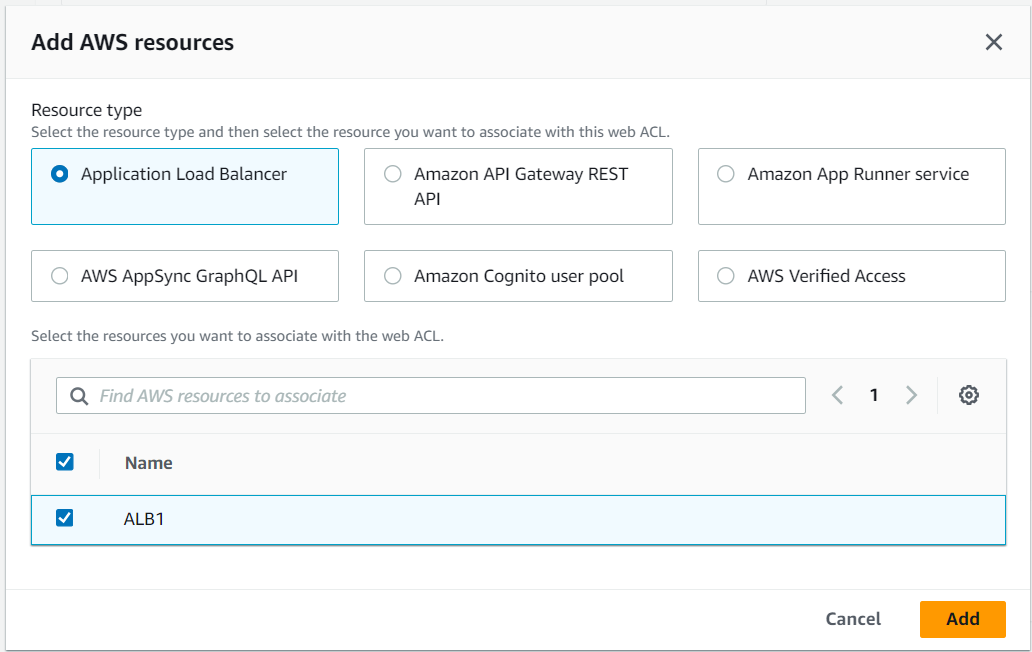 Add AWS resources
Resource type
Select the resource type and then select the resource you want to associate with this web ACL.
Application Load Balancer
Amazon API Gateway REST
API
Amazon App Runner service
AWS AppSync GraphQL API
Amazon Cognito user pool
AWS Verified Access
Select the resources you want to associate with the web ACL.
Find AWS resources to associate
1
Name
ALB1
Cancel
Add